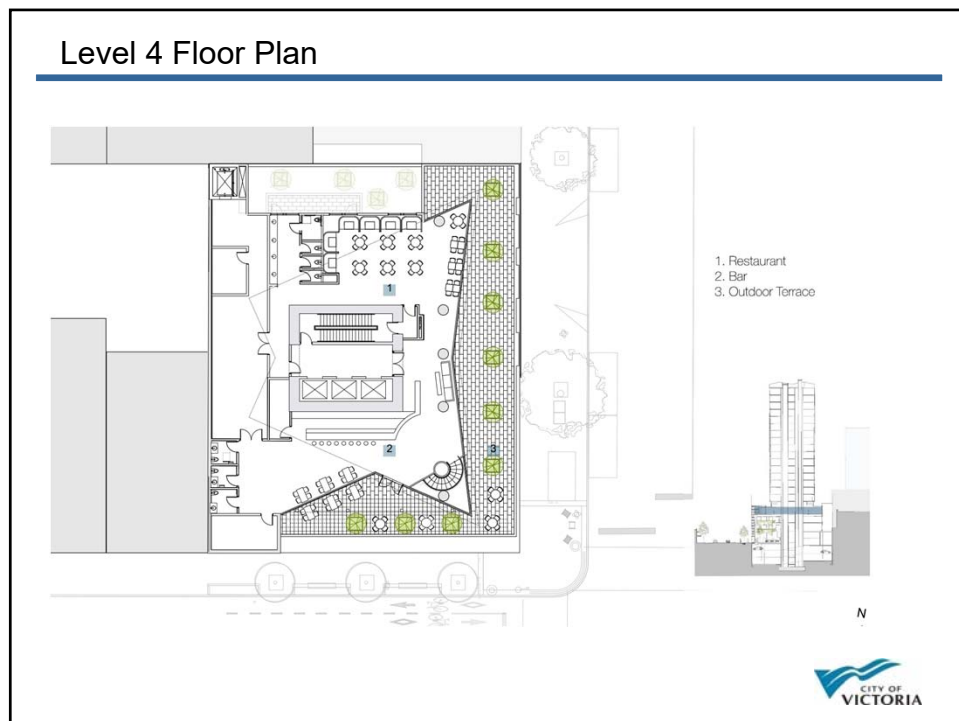 Level 4 Floor Plan
1
2
3
1. Restaurant
2. Bar
3. Outdoor Terrace
N
CITY OF
VICTORIA